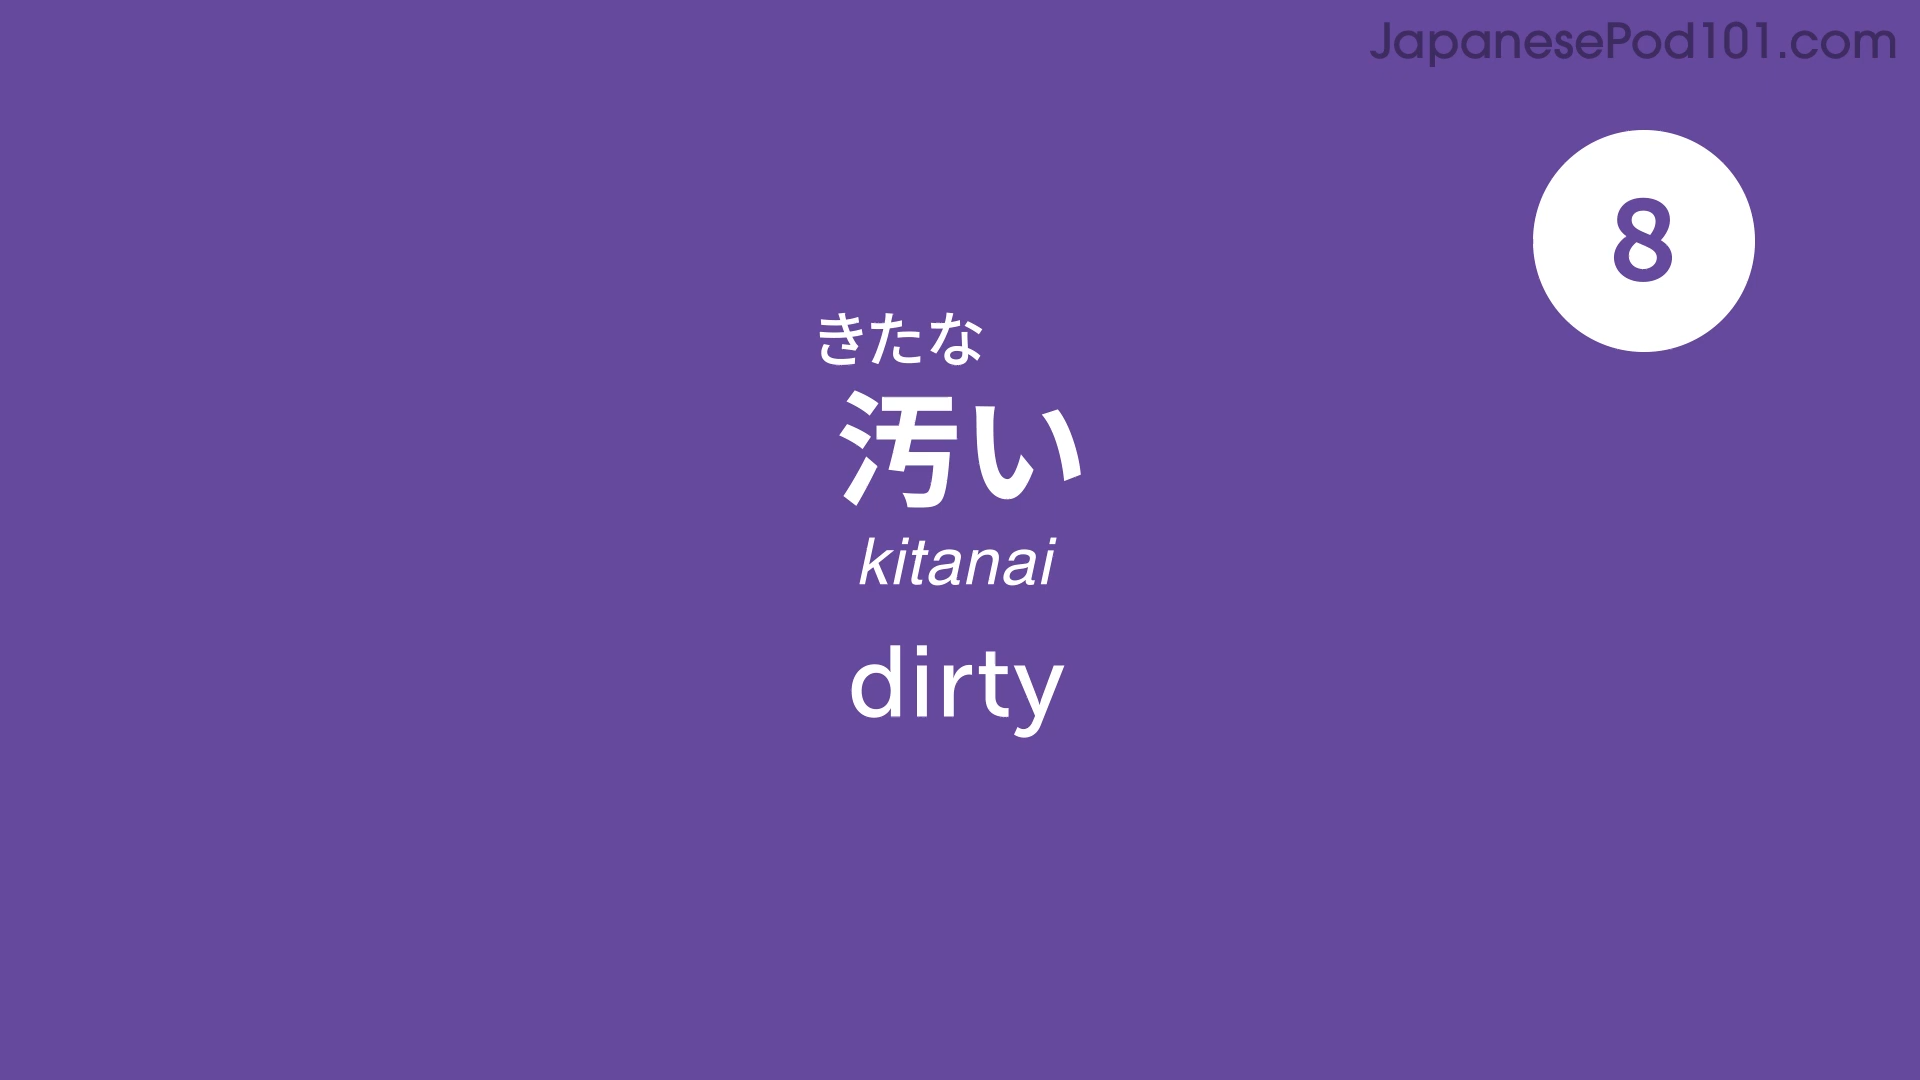 JapanesePod101.com
8
きたな
汚い
kitanai
dirty